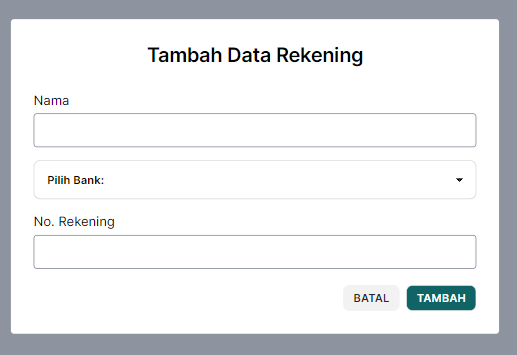 Tambah Data Rekening
Nama
Pilih Bank:
No. Rekening
BATAL TAMBAH